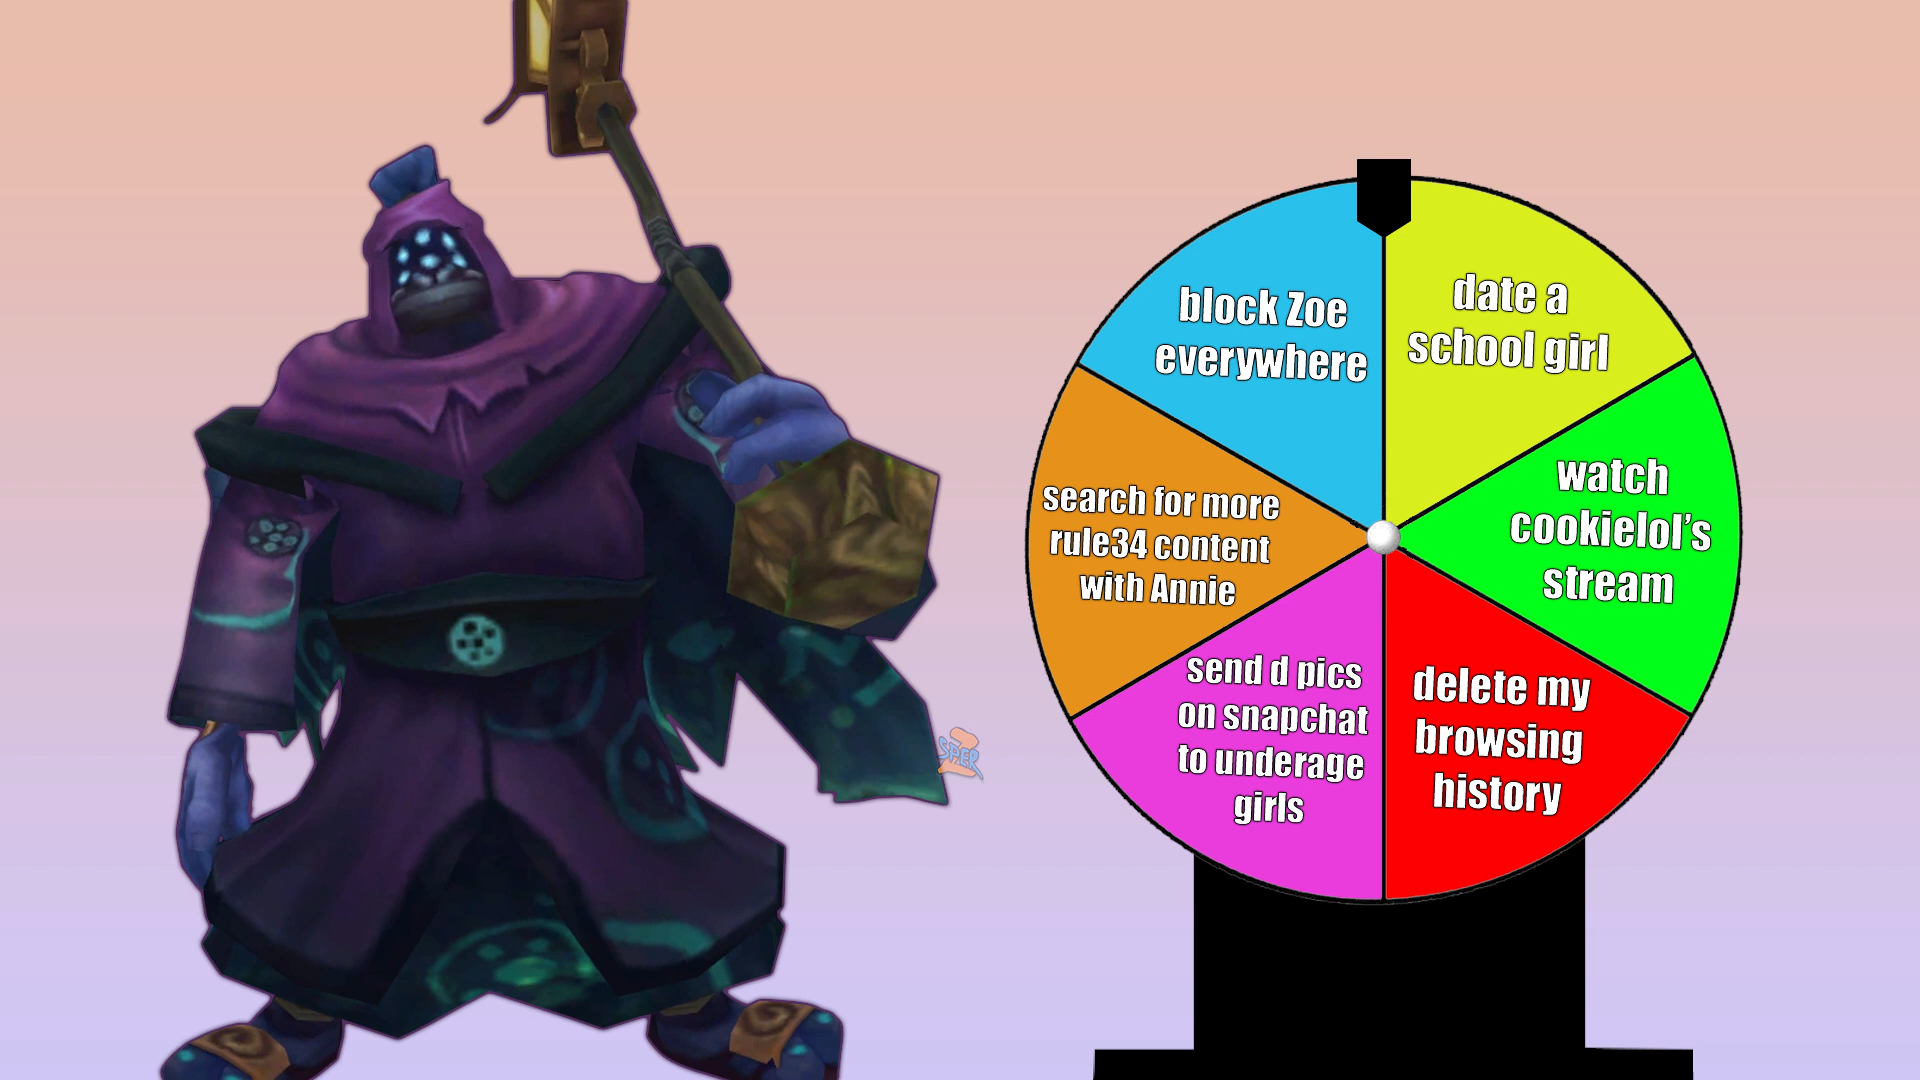 block Zoe
everywhere
date a
school girl
search for more
rule34 content
with Annie
watch
cookielol’s
stream
send d pics
on snapchat
to underage
girls
delete my
browsing
history
SPER